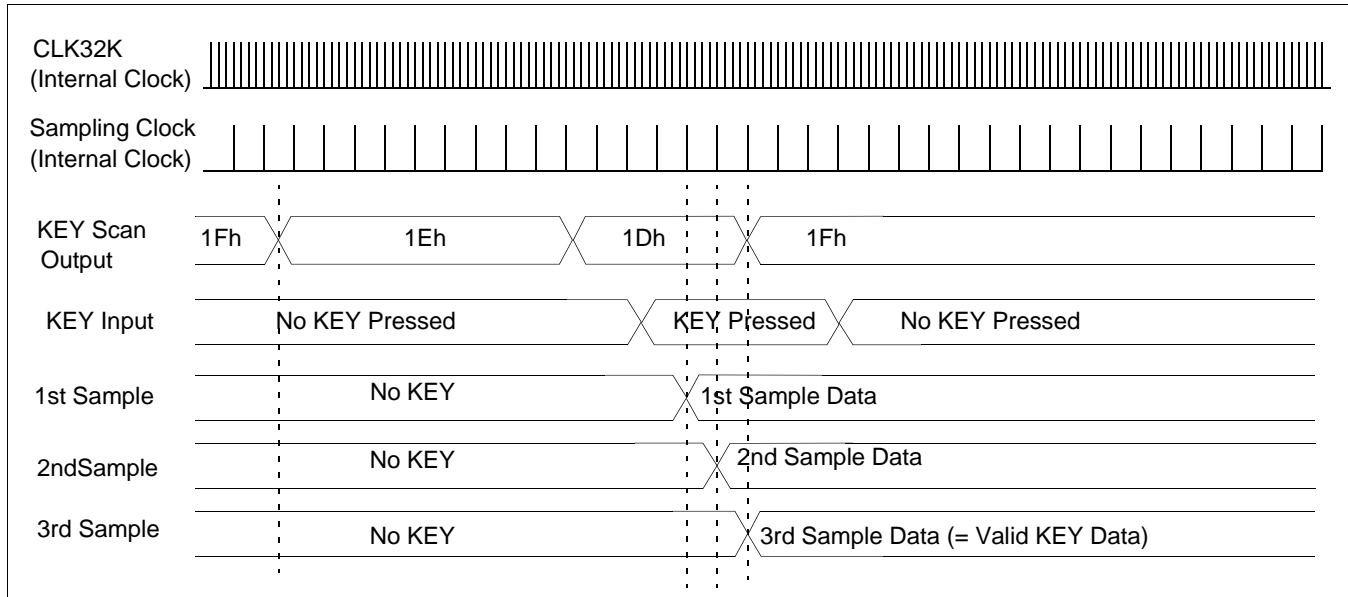 CLK32K
(Internal Clock)
Sampling Clock
(Internal Clock)
KEY Scan
Output
1Fh
1Eh
1Dh
1Fh
KEY Input
No KEY Pressed
KEY Pressed
No KEY Pressed
1st Sample
No KEY
1st Sample Data
2ndSample
No KEY
2nd Sample Data
3rd Sample
No KEY
3rd Sample Data (= Valid KEY Data)